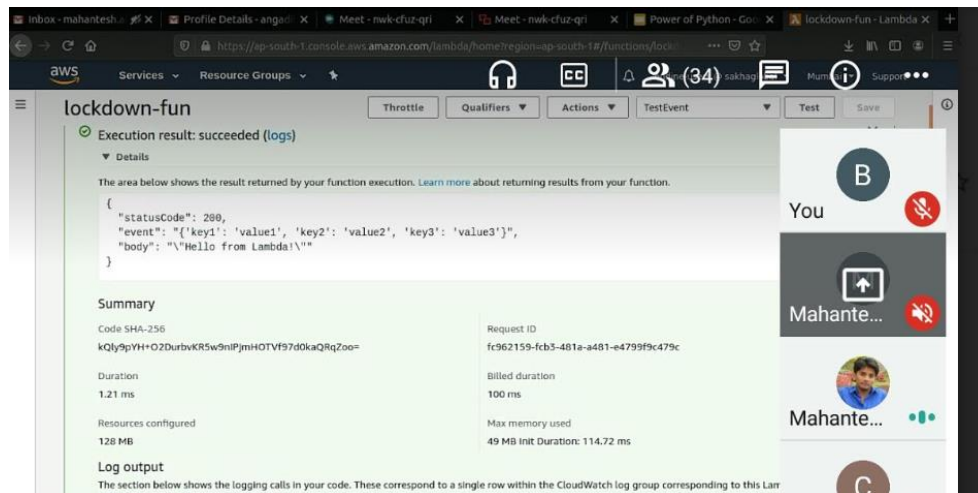 Inbox - mahantesh.a
Profile Details - angad
Meet - nwk-cfuz-qri
Meet - nwk-cfuz-qri
Power of Python - Goo
lockdown-fun - Lambda
https://ap-south-1.console.aws.amazon.com/lambda/home?region=ap-south-1#/functions/lock
aws
Services
Resource Groups
CC
(34)
sakhag
Mum
Support
lockdown-fun
Throttle
Qualifiers
Actions
TestEvent
Test
Save
Execution result: succeeded (logs)
Details
The area below shows the result returned by your function execution. Learn more about returning results from your function.
{
"statusCode": 200,
"event": "{'key1': 'value1', 'key2': 'value2', 'key3': 'value3'}",
"body": "\"Hello from Lambda!\""
}
B
You
Mahante...
Mahante...
C
Summary
Code SHA-256
Request ID
kQly9pYH+O2DurbvKR5w9nIPjmHOTVf97d0kaQRqZoo=
fc962159-fcb3-481a-a481-e4799f9c479c
Duration
Billed duration
1.21 ms
100 ms
Resources configured
Max memory used
128 MB
49 MB Init Duration: 114.72 ms
Log output
The section below shows the logging calls in your code. These correspond to a single row within the CloudWatch log group corresponding to this Lam